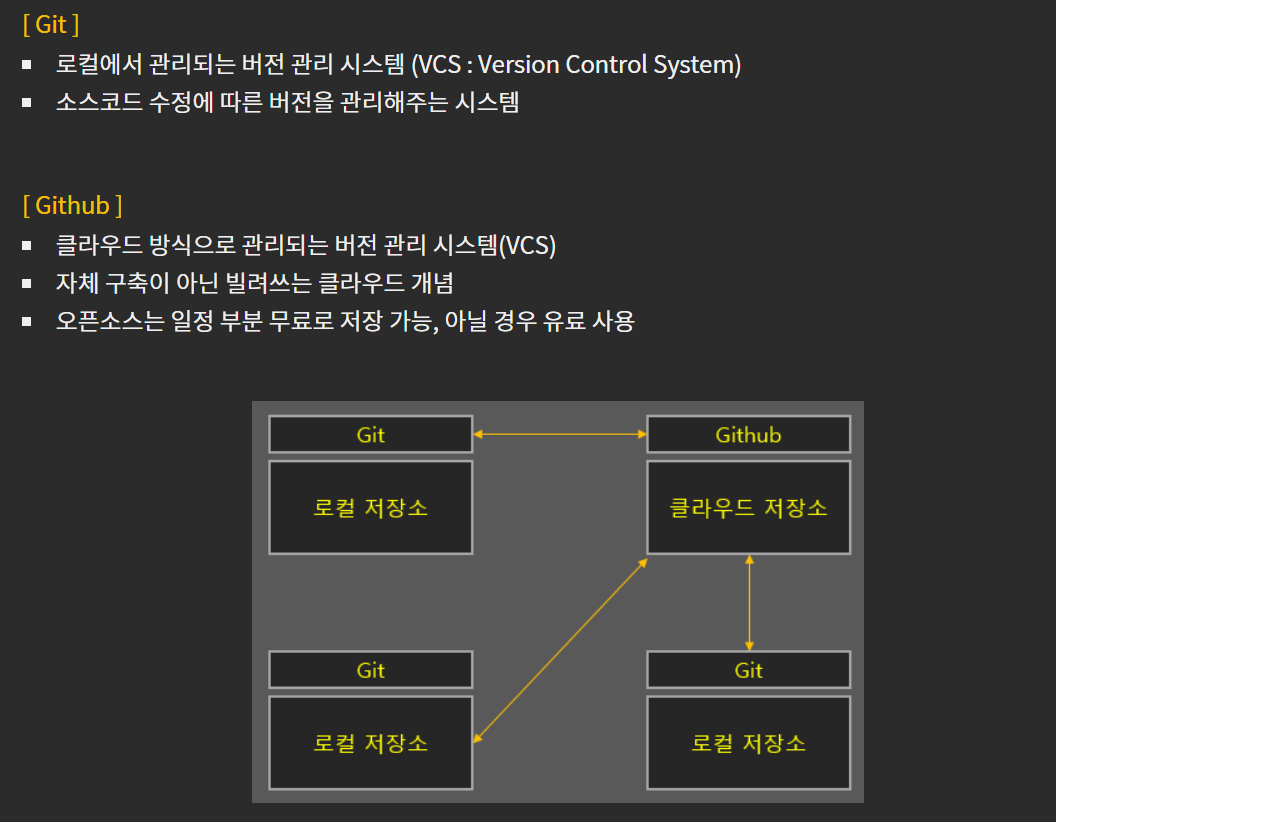 [ Git ]
▪ 로컬에서 관리되는 버전 관리 시스템 (VCS : Version Control System)
▪ 소스코드 수정에 따른 버전을 관리해주는 시스템
[ Github ]
▪ 클라우드 방식으로 관리되는 버전 관리 시스템(VCS)
▪ 자체 구축이 아닌 빌려쓰는 클라우드 개념
▪ 오픈소스는 일정 부분 무료로 저장 가능, 아닐 경우 유료 사용
Git
Github
로컬 저장소
클라우드 저장소
Git
Git
로컬 저장소
로컬 저장소